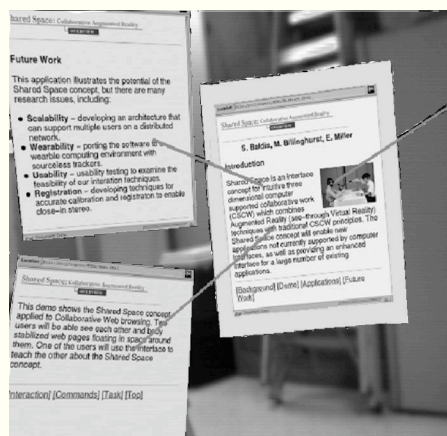 Shared Space: Collaborative Augmented Reality
Future Work
This application illustrates the potential of the
Shared Space concept, but there are many
research issues, including:
● Scalability – developing an architecture that
can support multiple users on a distributed
network.
● Wearability – porting the software to
wearable computing environment with
sourceless trackers.
● Usability – usability testing to examine the
feasibility of our interation techniques.
● Registration – developing techniques for
accurate calibration and registraton to enable
close–in stereo.
Shared Space: Collaborative Augmented Reality
S. Baldis, M. Billinghurst, E. Miller
Introduction
Shared Space is an interface
concept for intuitive three
dimensional computer
supported collaborative work
(CSCW) which combines
Augmented Reality (see–through Virtual Reality)
techniques with traditional CSCW principles. The
Shared Space concept will enable new
applications not currently supported by computer
interfaces, as well as providing an enhanced
interface for a large number of existing
applications.
[Background] [Demo] [Applications] [Future
Work]
Shared Space: Collaborative Augmented Reality
This demo shows the Shared Space concept
applied to Collaborative Web browsing. Two
users will be able see each other and body
stabilized web pages floating in space around
them. One of the users will use the interface to
teach the other about the Shared Space
concept.
[Interaction] [Commands] [Task] [Top]